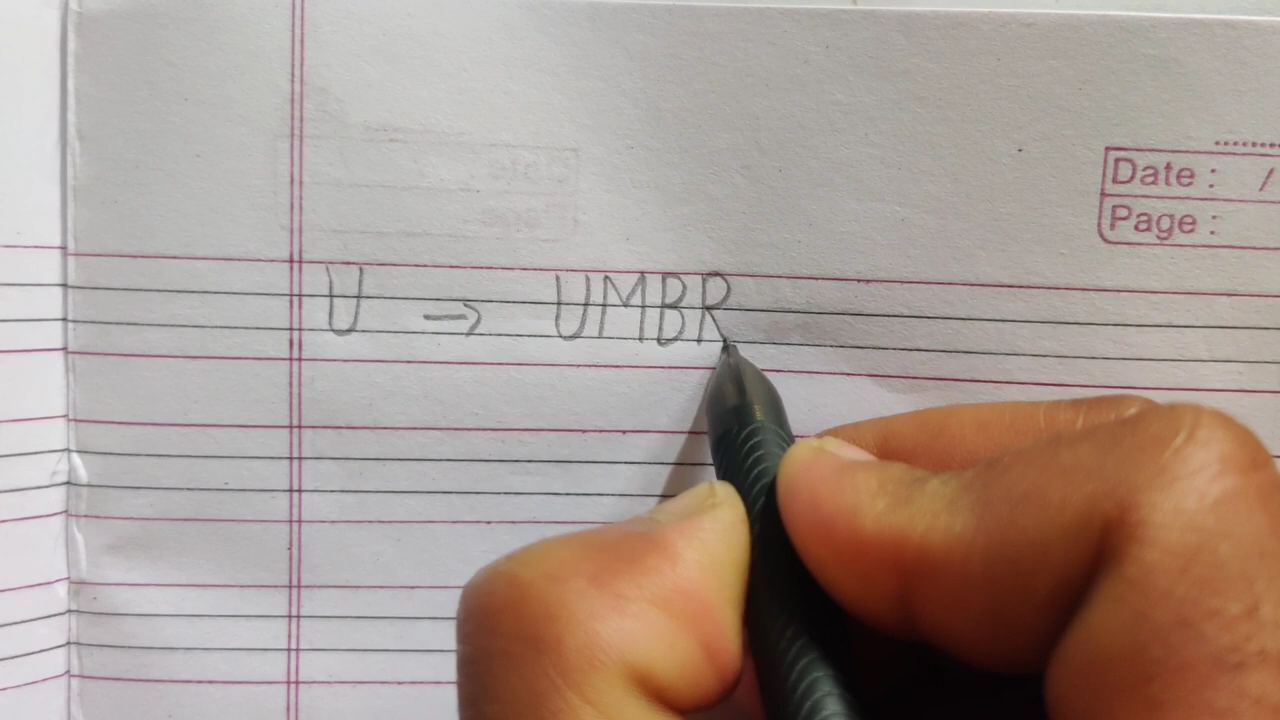 Date : /
Page :
U → UMBR